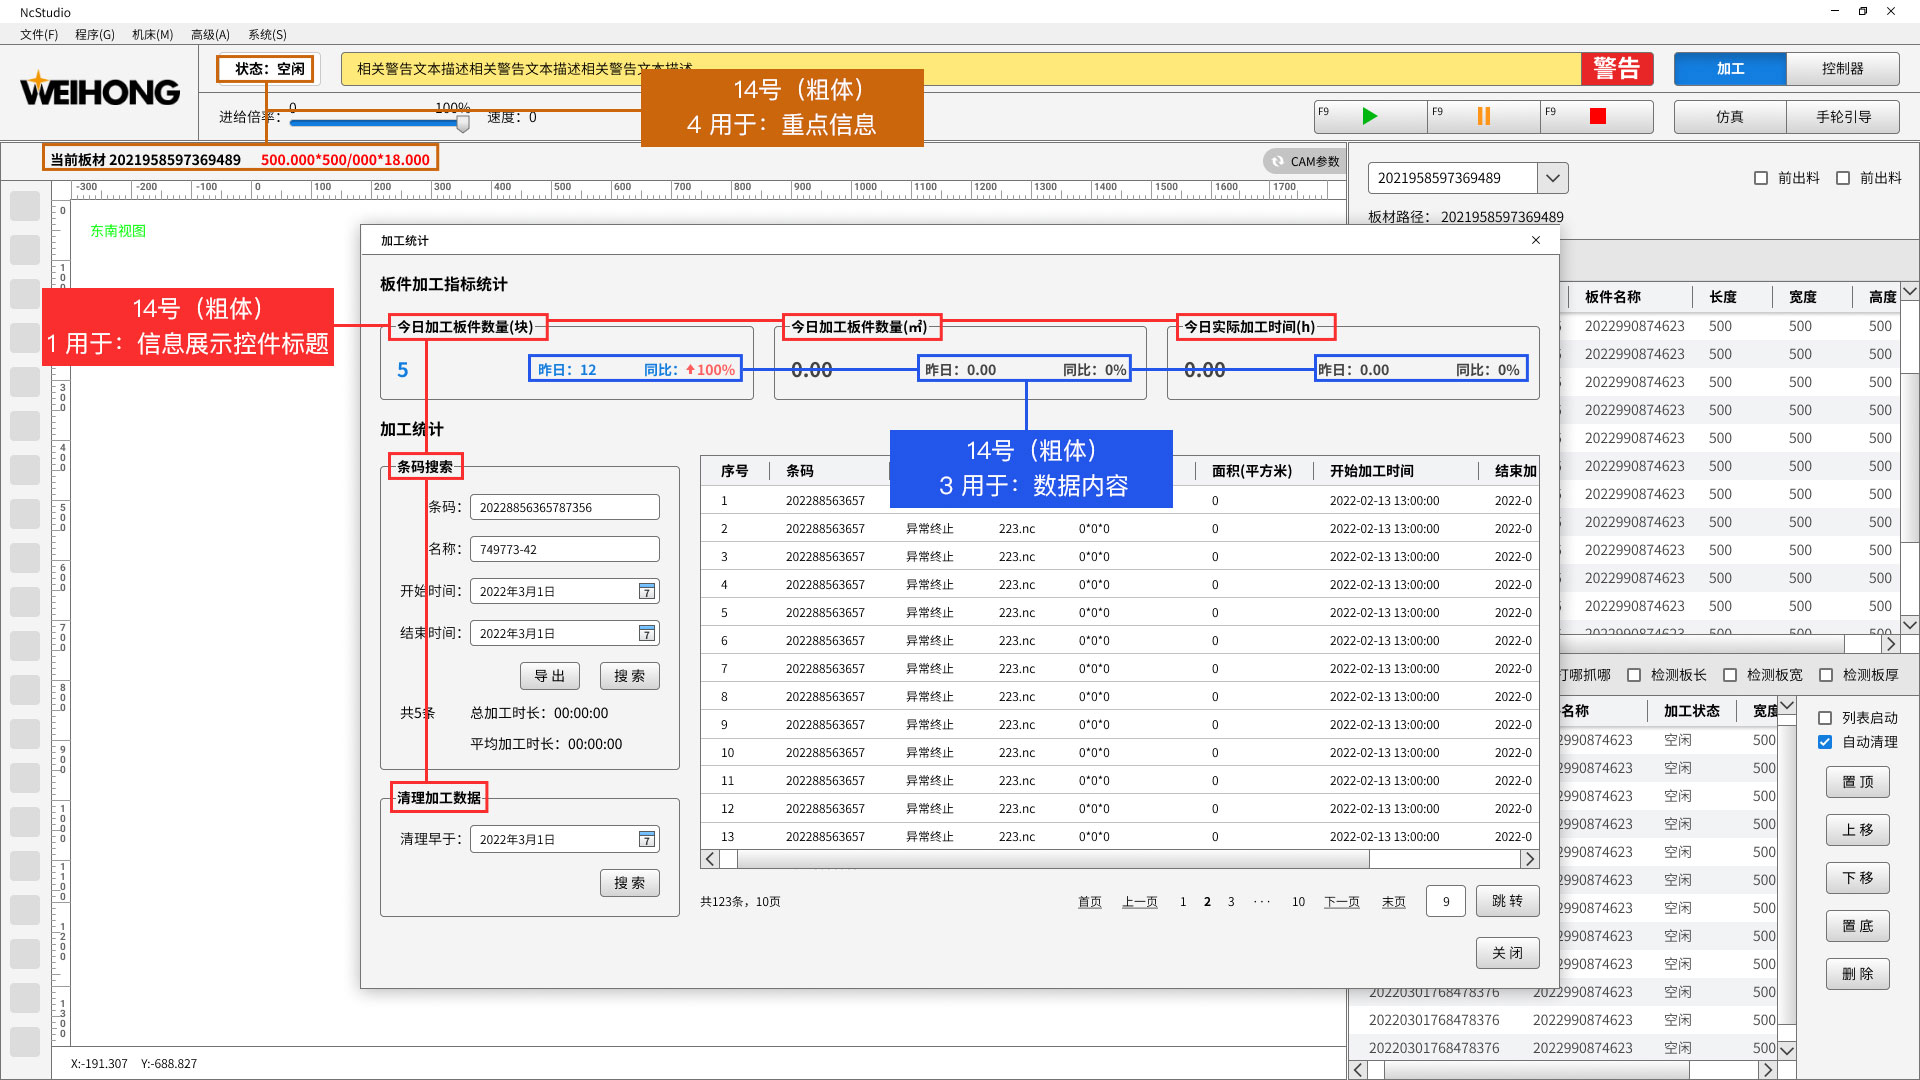 NcStudio
文件(F) 程序(G) 机床(M) 高级(A) 系统(S)
WEIHONG
状态：空闲
相关警告文本描述相关警告文本描述相关警告文本描述
警告
加工 控制器
进给倍率： 0 100% 速度：0
F9 F9 F9
仿真 手轮引导
14号（粗体）
4 用于：重点信息
当前板材 2021958597369489 500.000*500/000*18.000
CAM参数
2021958597369489
前出料 前出料
板材路径： 2021958597369489
-300 -200 -100 0 100 200 300 400 500 600 700 800 900 1000 1100 1200 1300 1400 1500 1600 1700
0
300
400
500
600
700
800
900
1000
1100
1200
1300
东南视图
14号（粗体）
1 用于：信息展示控件标题
加工统计
板件加工指标统计
今日加工板件数量(块) 今日加工板件数量(㎡) 今日实际加工时间(h)
5 昨日：12 同比： 100%
0.00 昨日：0.00 同比：0%
0.00 昨日：0.00 同比：0%
14号（粗体）
3 用于：数据内容
加工统计
条码搜索
条码： 20228856365787356
名称： 749773-42
开始时间： 2022年3月1日 7
结束时间： 2022年3月1日 7
导 出 搜 索
共5条 总加工时长：00:00:00
平均加工时长：00:00:00
清理加工数据
清理早于： 2022年3月1日 7
搜 索
序号 条码 面积(平方米) 开始加工时间 结束加
1 202288563657 0 2022-02-13 13:00:00 2022-0
2 202288563657 异常终止 223.nc 0*0*0 0 2022-02-13 13:00:00 2022-0
3 202288563657 异常终止 223.nc 0*0*0 0 2022-02-13 13:00:00 2022-0
4 202288563657 异常终止 223.nc 0*0*0 0 2022-02-13 13:00:00 2022-0
5 202288563657 异常终止 223.nc 0*0*0 0 2022-02-13 13:00:00 2022-0
6 202288563657 异常终止 223.nc 0*0*0 0 2022-02-13 13:00:00 2022-0
7 202288563657 异常终止 223.nc 0*0*0 0 2022-02-13 13:00:00 2022-0
8 202288563657 异常终止 223.nc 0*0*0 0 2022-02-13 13:00:00 2022-0
9 202288563657 异常终止 223.nc 0*0*0 0 2022-02-13 13:00:00 2022-0
10 202288563657 异常终止 223.nc 0*0*0 0 2022-02-13 13:00:00 2022-0
11 202288563657 异常终止 223.nc 0*0*0 0 2022-02-13 13:00:00 2022-0
12 202288563657 异常终止 223.nc 0*0*0 0 2022-02-13 13:00:00 2022-0
13 202288563657 异常终止 223.nc 0*0*0 0 2022-02-13 13:00:00 2022-0
共123条，10页
首页 上一页 1 2 3 ··· 10 下一页 末页 9 跳 转
关 闭
板件名称 长度 宽度 高度
2022990874623 500 500 500
2022990874623 500 500 500
2022990874623 500 500 500
2022990874623 500 500 500
2022990874623 500 500 500
2022990874623 500 500 500
2022990874623 500 500 500
2022990874623 500 500 500
2022990874623 500 500 500
2022990874623 500 500 500
2022990874623 500 500 500
2022990874623 500 500 500
打哪抓哪 检测板长 检测板宽 检测板厚
名称 加工状态 宽度
2990874623 空闲 500
2990874623 空闲 500
2990874623 空闲 500
2990874623 空闲 500
2990874623 空闲 500
2990874623 空闲 500
2990874623 空闲 500
2990874623 空闲 500
2990874623 空闲 500
20220301768478376 2022990874623 空闲 500
20220301768478376 2022990874623 空闲 500
20220301768478376 2022990874623 空闲 500
列表启动
自动清理
置 顶
上 移
下 移
置 底
删 除
X:-191.307 Y:-688.827